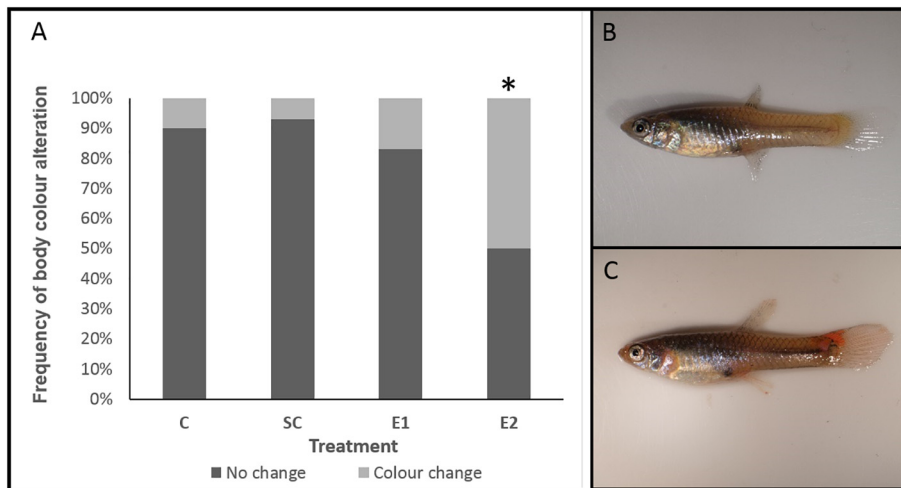 A
Frequency of body colour alteration
*
100%
90%
80%
70%
60%
50%
40%
30%
20%
10%
0%
C SC E1 E2
Treatment
No change Colour change
B
C